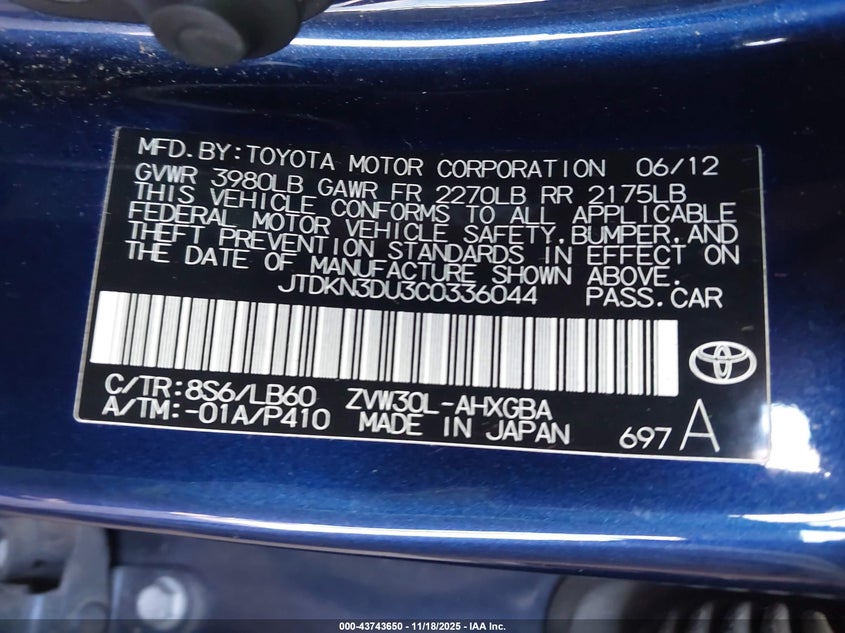 MFD.BY:TOYOTA MOTOR CORPORATION 06/12
GVWR 3980LB GAWR FR 2270LB RR 2175LB
THIS VEHICLE CONFORMS TO ALL APPLICABLE
FEDERAL MOTOR VEHICLE SAFETY,BUMPER,AND
THEFT PREVENTION STANDARDS IN EFFECT ON
THE DATE OF MANUFACTURE SHOWN ABOVE.
JTDKN3DU3C0336044 PASS.CAR
C/TR:8S6/LB60 ZVW30L-AHXGBA
A/TM:-01A/P410 MADE IN JAPAN 697 A
000-43743650 - 11/18/2025 - IAA Inc.